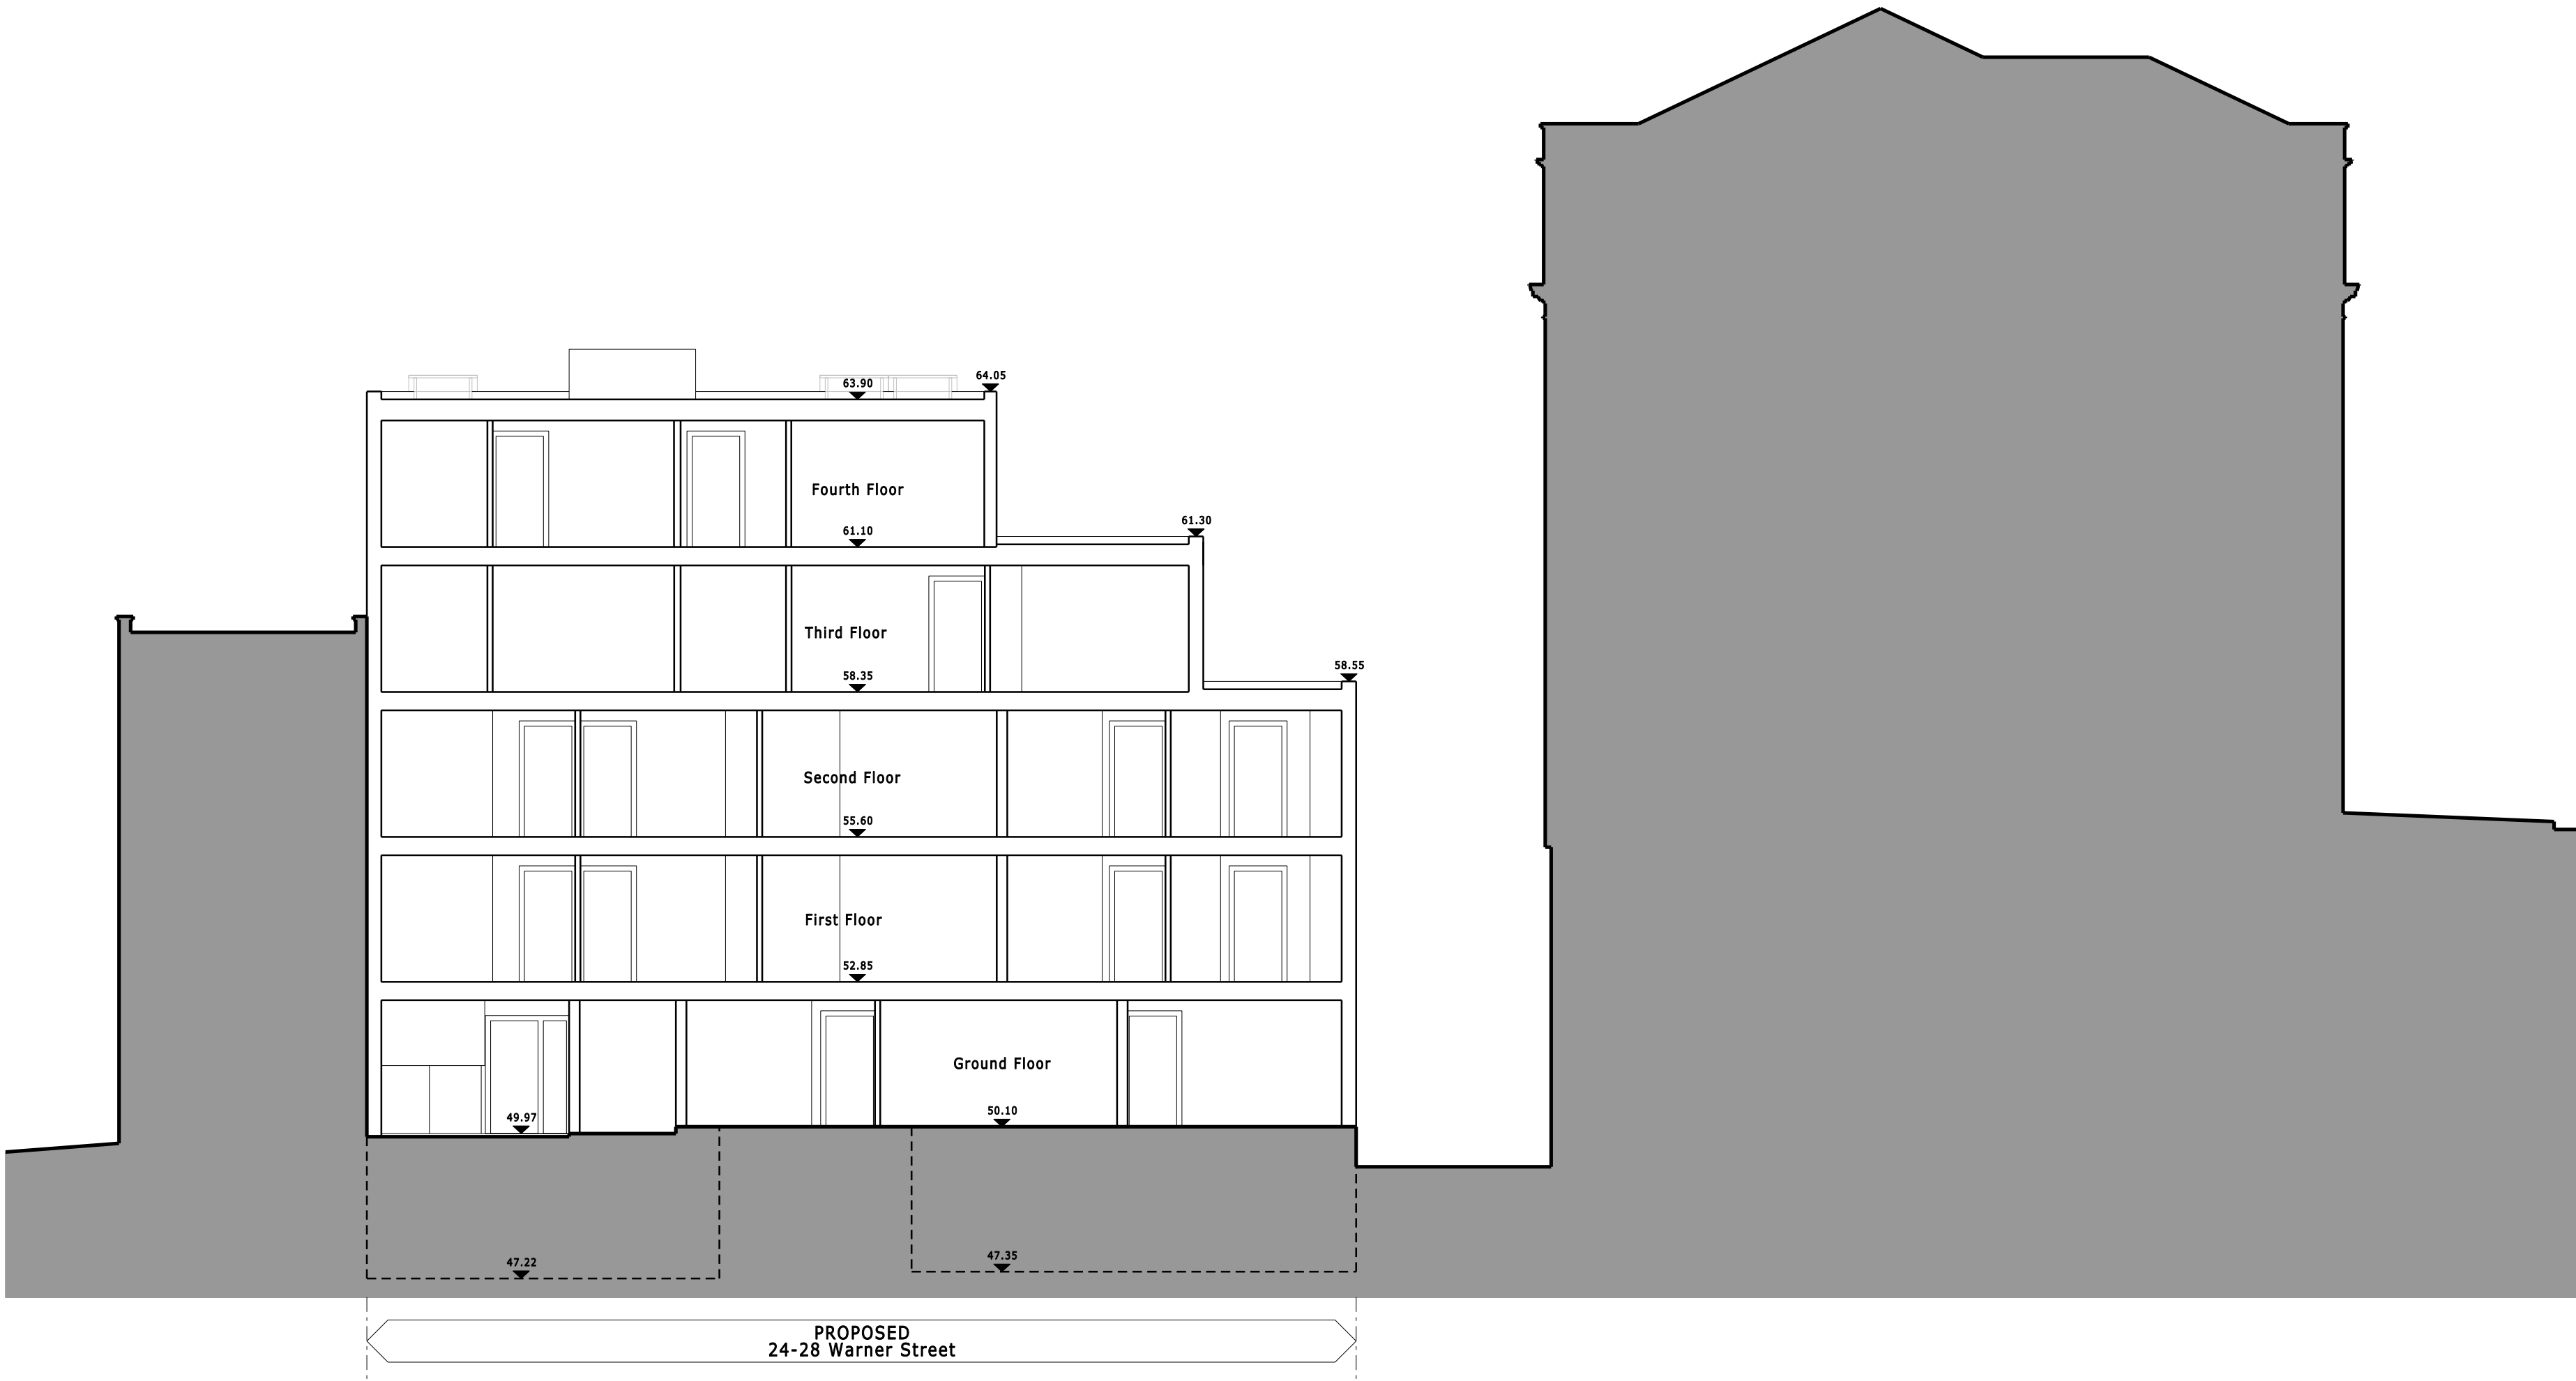 64.05
63.90
Fourth Floor
61.30
61.10
Third Floor
58.55
58.35
Second Floor
55.60
First Floor
52.85
Ground Floor
49.97
50.10
47.22
47.35
PROPOSED
24-28 Warner Street